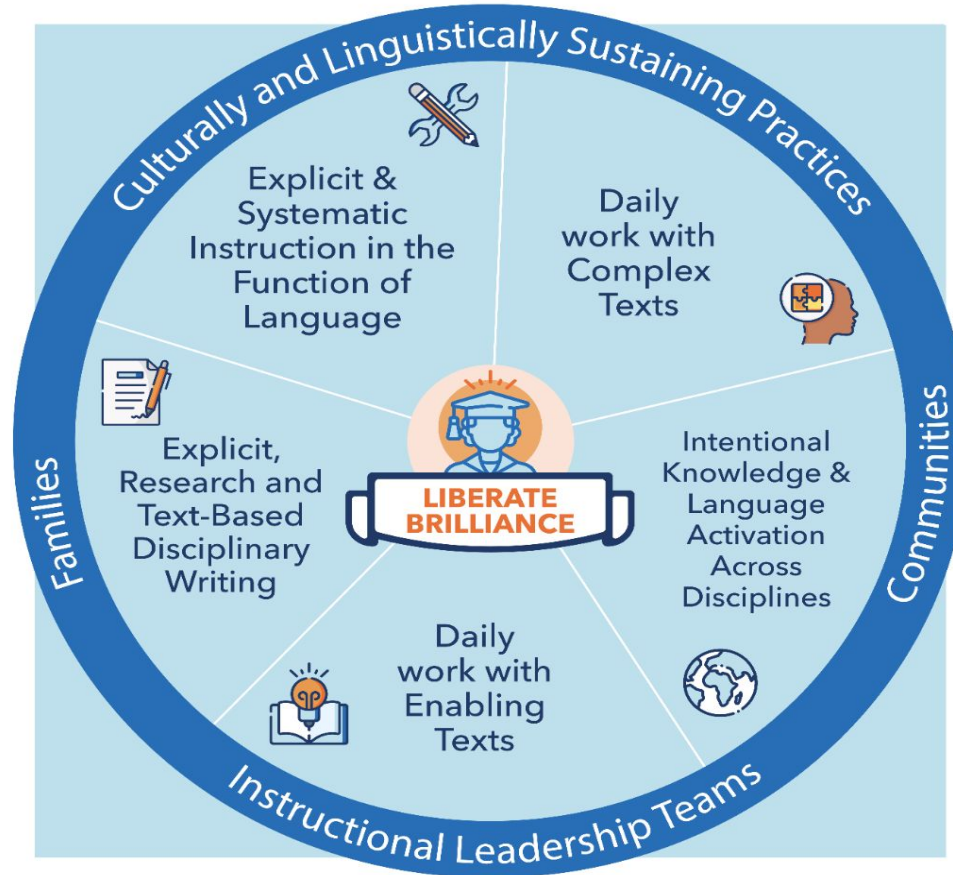 Culturally and Linguistically Sustaining Practices
Explicit &
Systematic
Instruction in the
Function of
Language
Daily
work with
Complex
Texts
Intentional
Knowledge &
Language
Activation
Across
Disciplines
Daily
work with
Enabling
Texts
Explicit,
Research and
Text-Based
Disciplinary
Writing
LIBERATE
BRILLIANCE
Communities
Instructional Leadership Teams
Families